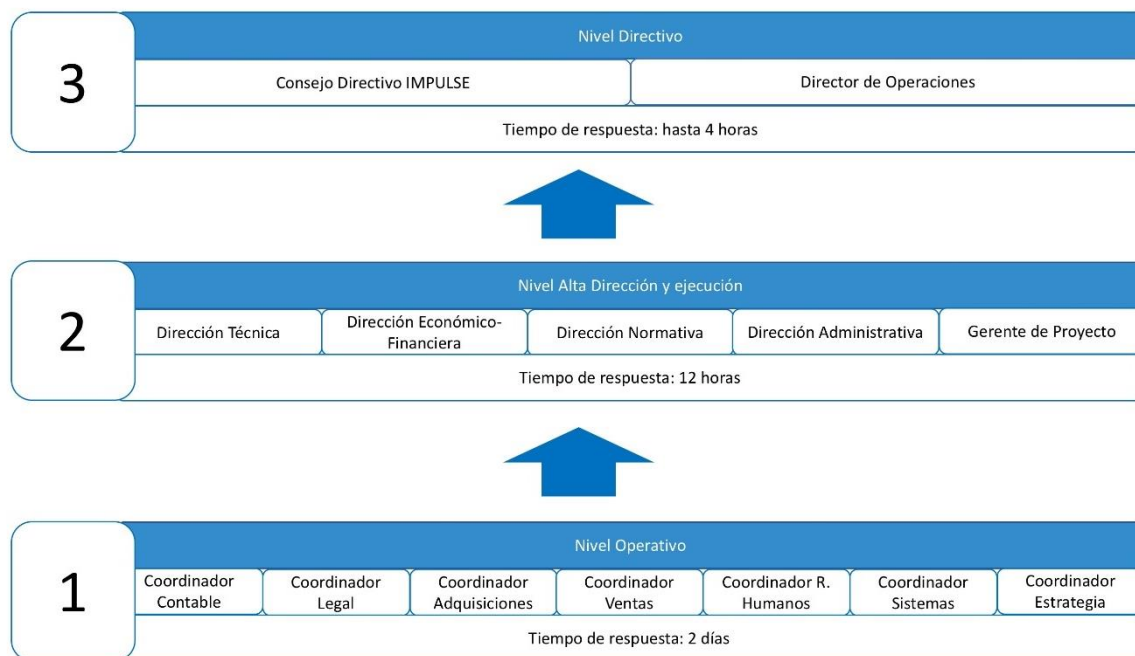 3
Nivel Directivo
Consejo Directivo IMPULSE
Director de Operaciones
Tiempo de respuesta: hasta 4 horas
2
Nivel Alta Dirección y ejecución
Dirección Técnica
Dirección Económico-
Financiera
Dirección Normativa
Dirección Administrativa
Gerente de Proyecto
Tiempo de respuesta: 12 horas
1
Nivel Operativo
Coordinador
Contable
Coordinador
Legal
Coordinador
Adquisiciones
Coordinador
Ventas
Coordinador R.
Humanos
Coordinador
Sistemas
Coordinador
Estrategia
Tiempo de respuesta: 2 días